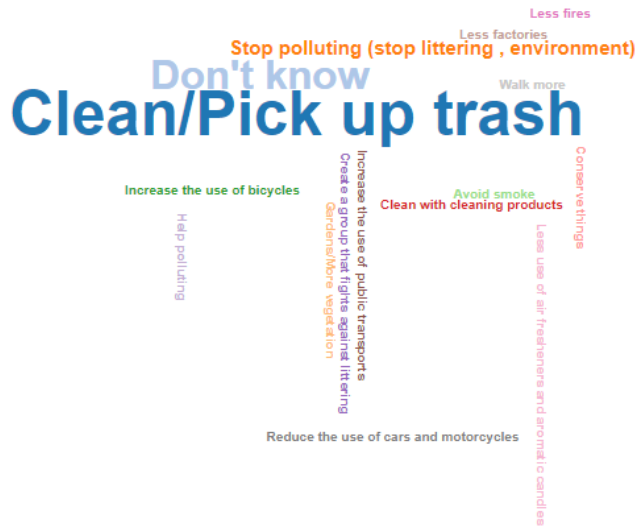 Less fires
Less factories
Stop polluting (stop littering , environment)
Don't know
Walk more
Clean/Pick up trash
Increase the use of bicycles
Avoid smoke
Clean with cleaning products
Conserve things
Help polluting
Gardens/More vegetation
Create a group that fights against littering
Increase the use of public transports
Less use of air fresheners and aromatic candles
Reduce the use of cars and motorcycles